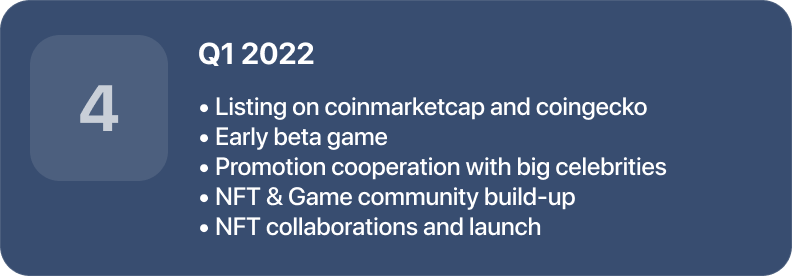 4
Q1 2022
• Listing on coinmarketcap and coingecko
• Early beta game
• Promotion cooperation with big celebrities
• NFT & Game community build-up
• NFT collaborations and launch